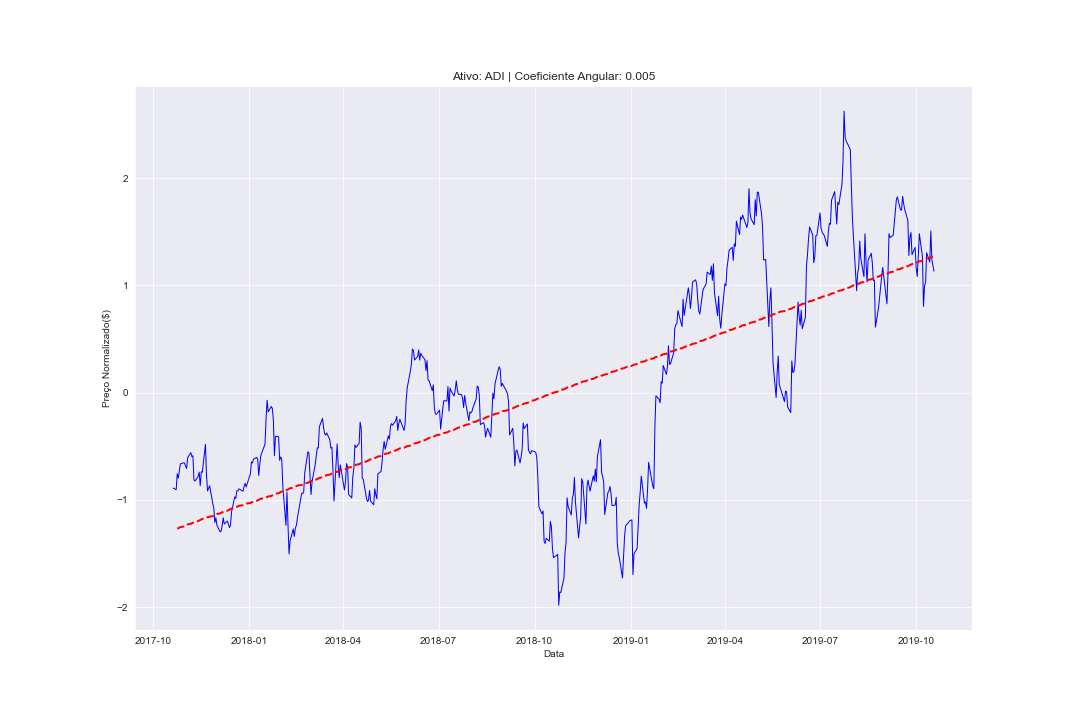 Ativo: ADI | Coeficiente Angular: 0.005
Preço Normalizado($)
2
1
0
−1
−2
2017-10 2018-01 2018-04 2018-07 2018-10 2019-01 2019-04 2019-07 2019-10
Data